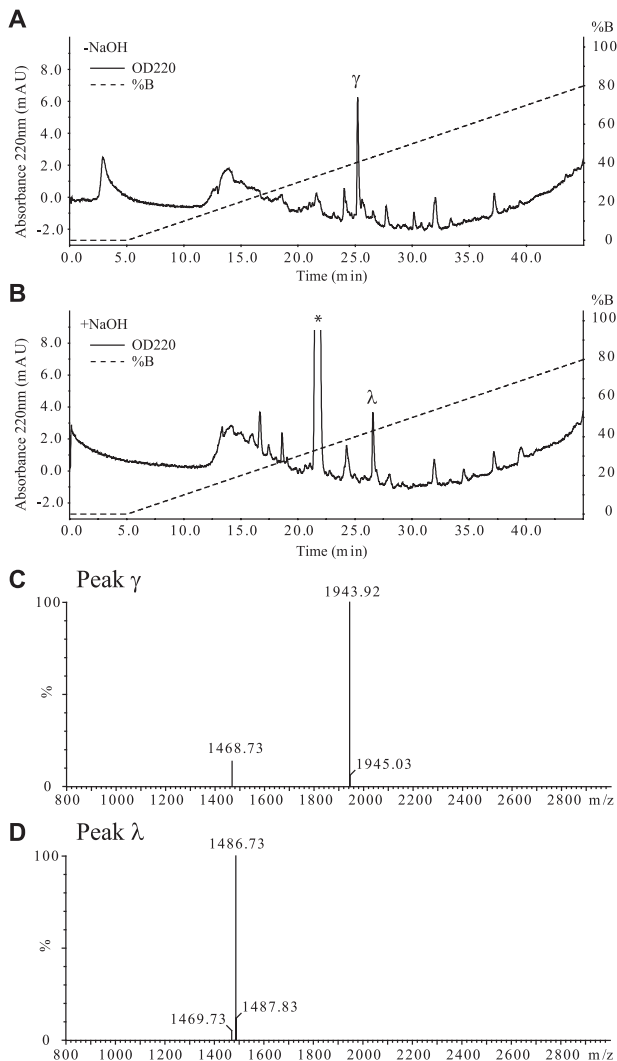 A
-NaOH
OD220
%B
γ
%B
Absorbance 220nm (mAU)
8.0
6.0
4.0
2.0
0.0
-2.0
100
80
60
40
20
0
0.0 5.0 10.0 15.0 20.0 25.0 30.0 35.0 40.0
Time (min)
B
+NaOH
OD220
%B
*
λ
%B
Absorbance 220nm (mAU)
8.0
6.0
4.0
2.0
0.0
-2.0
100
80
60
40
20
0
0.0 5.0 10.0 15.0 20.0 25.0 30.0 35.0 40.0
Time (min)
C Peak γ
1943.92
100
%
1468.73
1945.03
0
800 1000 1200 1400 1600 1800 2000 2200 2400 2600 2800 m/z
D Peak λ
1486.73
100
%
1469.73
1487.83
0
800 1000 1200 1400 1600 1800 2000 2200 2400 2600 2800 m/z